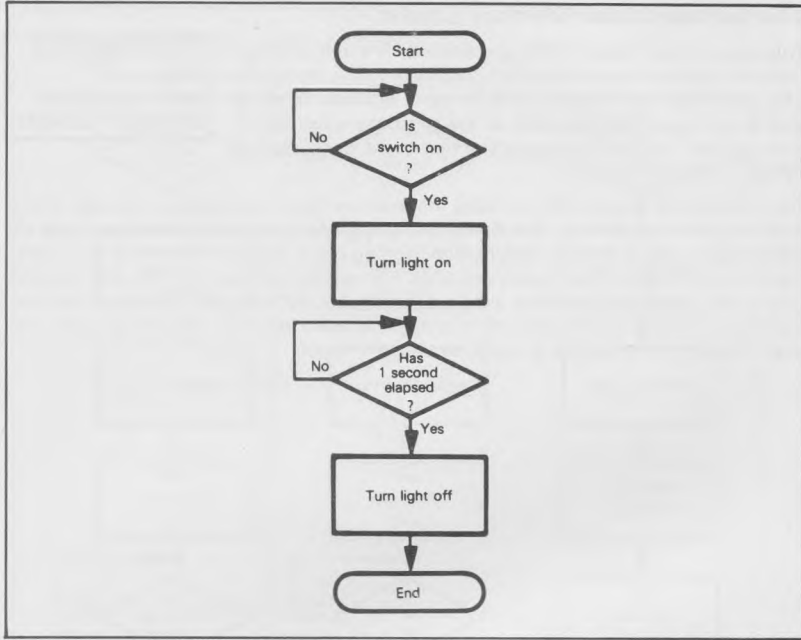 Start
Is
switch on
?
No
Yes
Turn light on
Has
1 second
elapsed
?
No
Yes
Turn light off
End